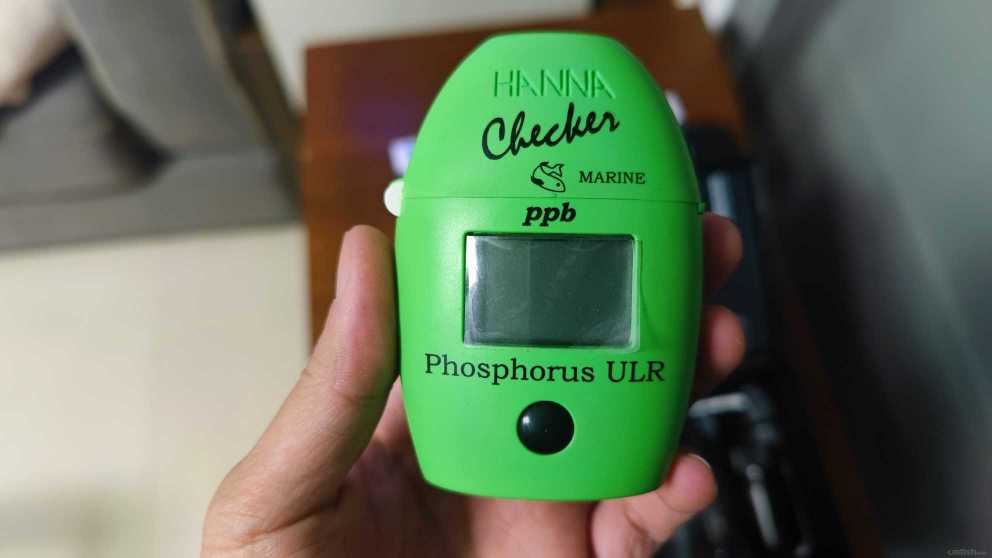 HANNA
Checker
MARINE
ppb
Phosphorus ULR